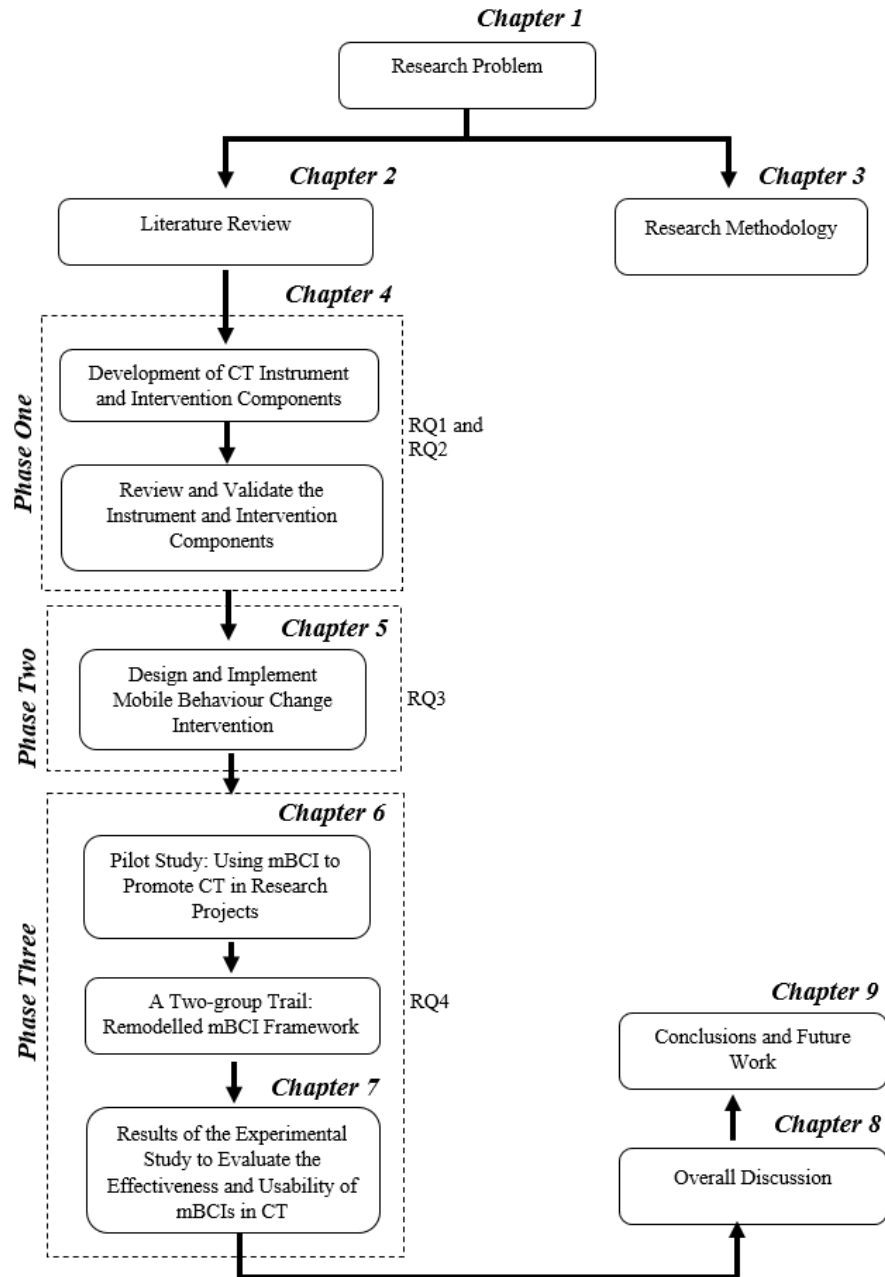 Chapter 1
Research Problem
Chapter 2
Chapter 3
Literature Review
Research Methodology
Chapter 4
Phase One
Development of CT Instrument
and Intervention Components
RQ1 and
RQ2
Review and Validate the
Instrument and Intervention
Components
Chapter 5
Phase Two
Design and Implement
Mobile Behaviour Change
Intervention
RQ3
Chapter 6
Phase Three
Pilot Study: Using mBCI to
Promote CT in Research
Projects
A Two-group Trail:
Remodelled mBCI Framework
RQ4
Chapter 7
Results of the Experimental
Study to Evaluate the
Effectiveness and Usability of
mBCIs in CT
Chapter 9
Conclusions and Future
Work
Chapter 8
Overall Discussion